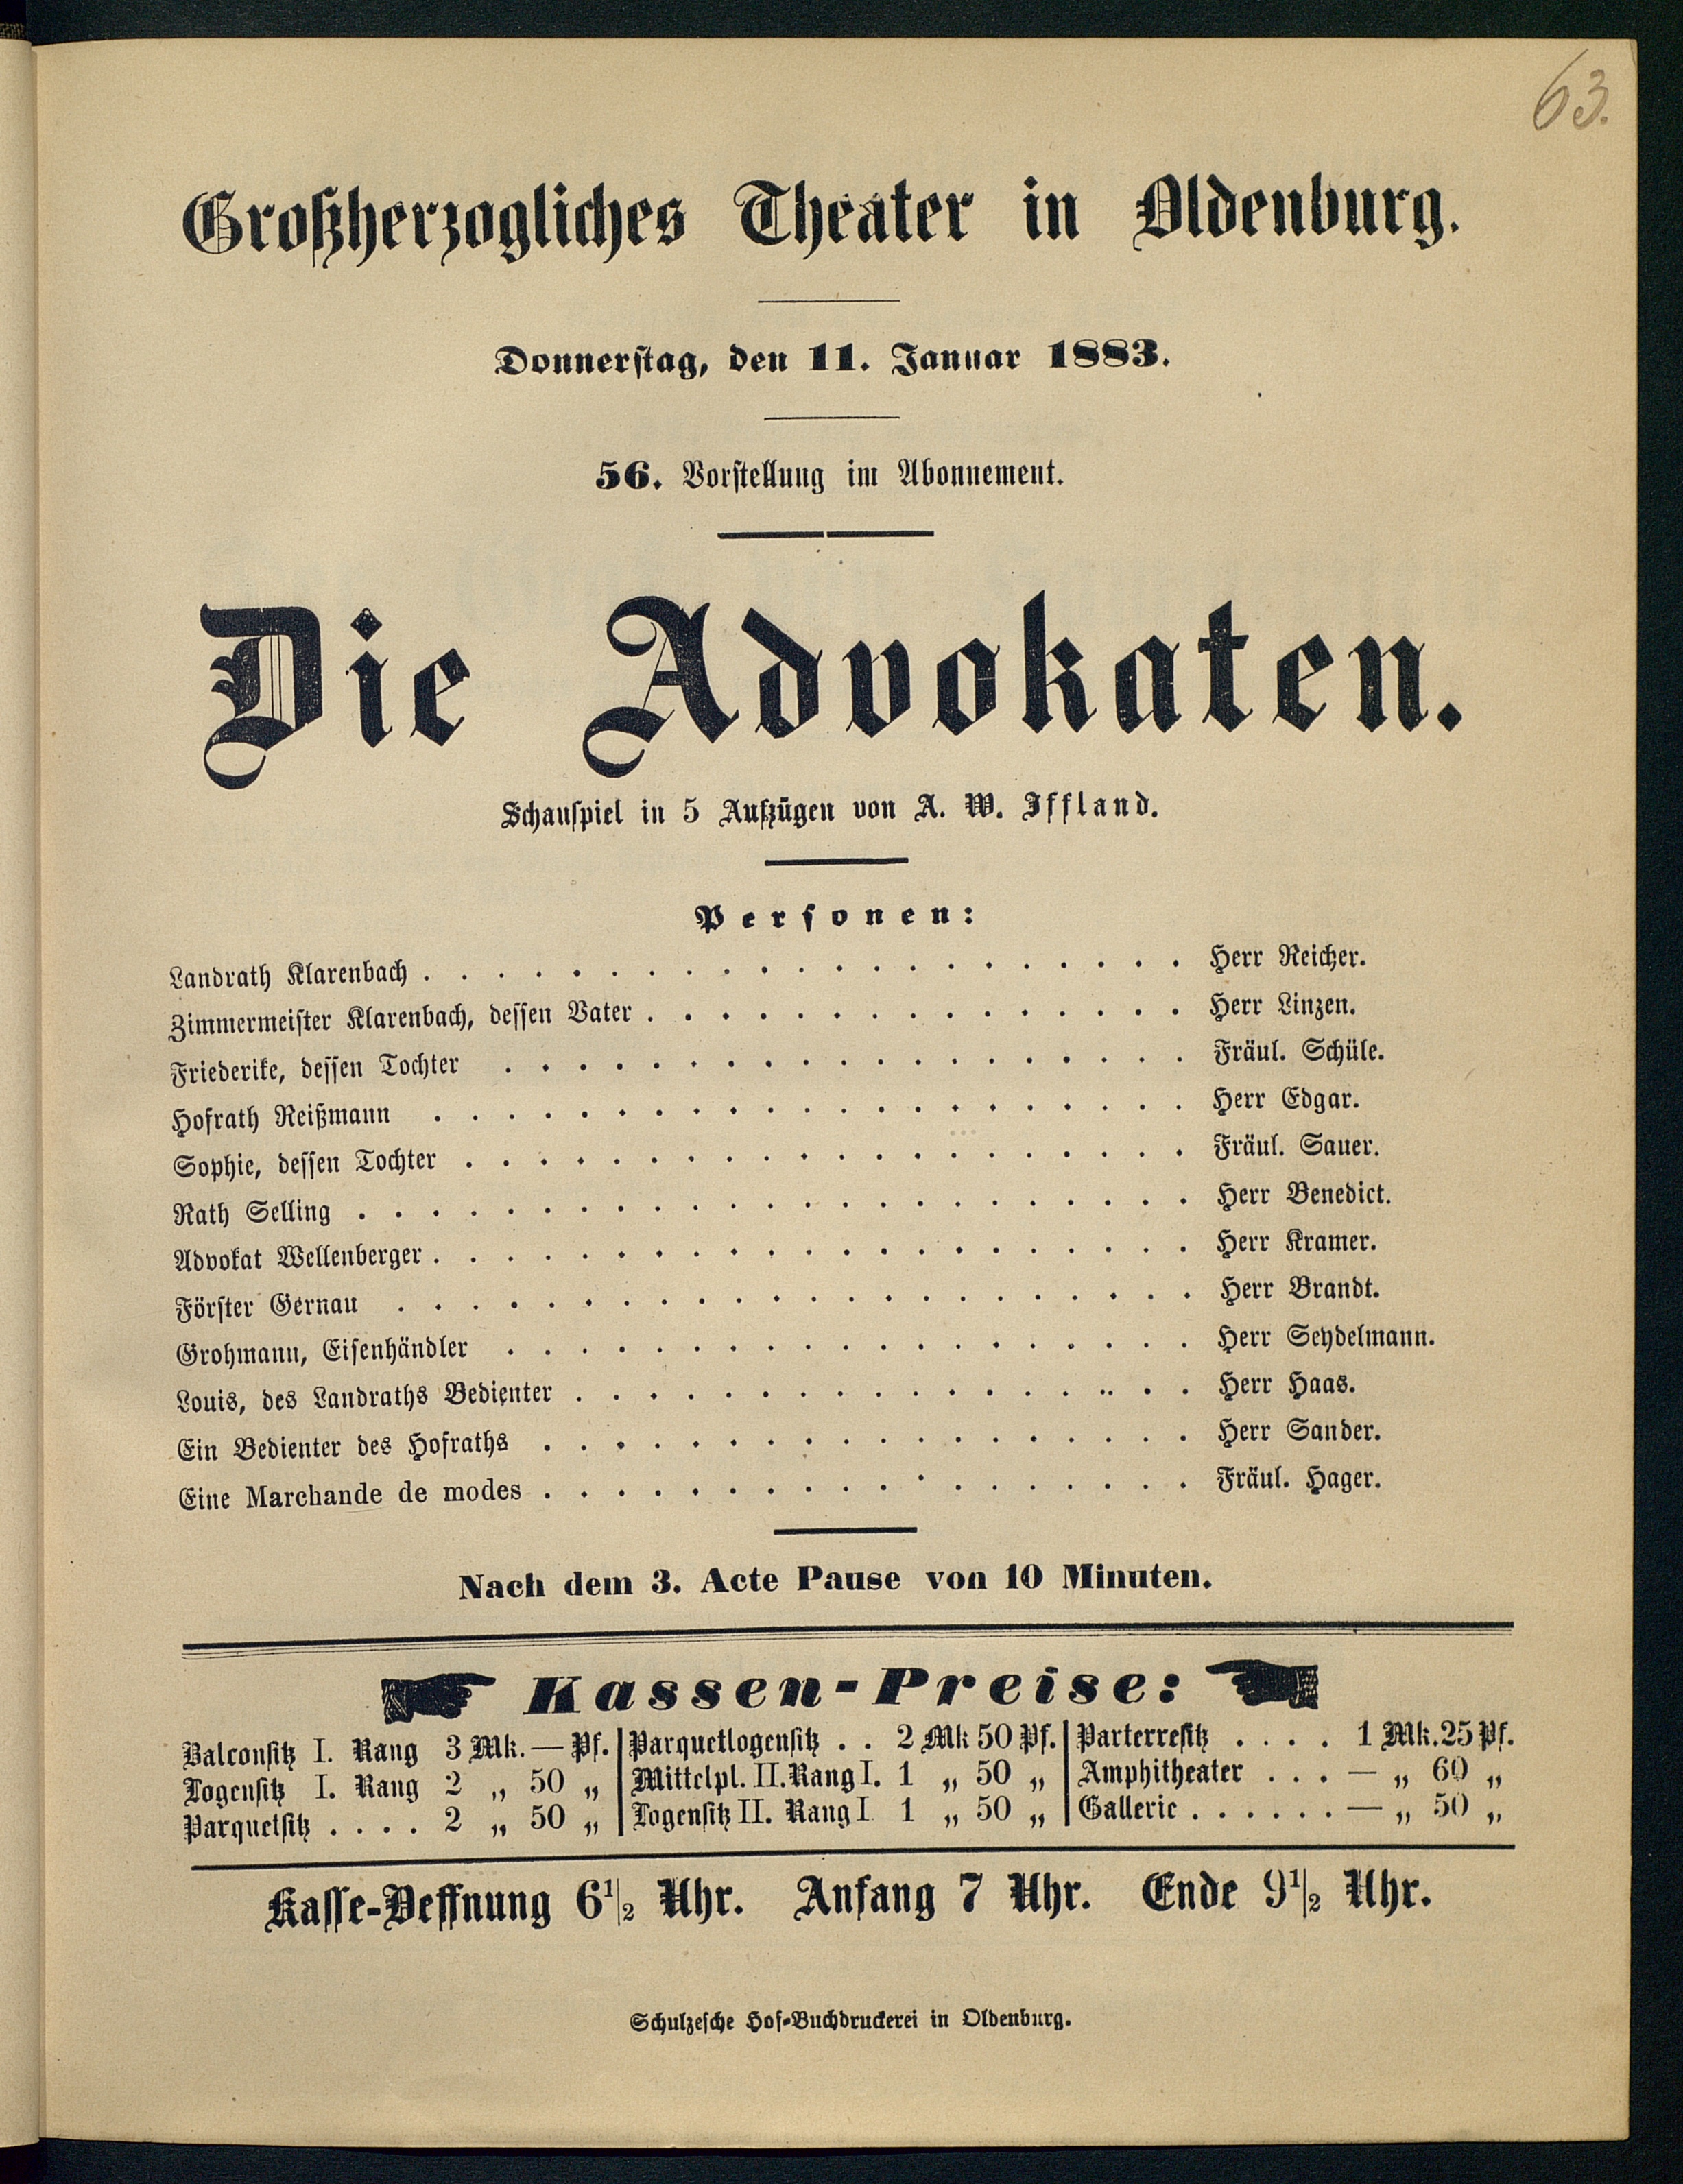 63.
Großherzogliches Theater in Oldenburg.
Donnerstag, den 11. Januar 1883.
56. Vorstellung im Abonnement.
Die Advokaten.
Schauspiel in 5 Aufzügen von A. W. Iffland.
Personen:
Landrath Klarenbach . . . . . . . . . . . . . . . . . . . . . Herr Reicher.
Zimmermeister Klarenbach, dessen Vater . . . . . . . . . . . . . . . Herr Linzen.
Friederike, dessen Tochter . . . . . . . . . . . . . . . . . . . Fräul. Schüle.
Hofrath Reißmann . . . . . . . . . . . . . . . . . . . . . Herr Edgar.
Sophie, dessen Tochter . . . . . . . . . . . . . . . . . . . . Fräul. Sauer.
Rath Selling . . . . . . . . . . . . . . . . . . . . . . . Herr Benedict.
Advokat Wellenberger . . . . . . . . . . . . . . . . . . . . . Herr Kramer.
Förster Gernau . . . . . . . . . . . . . . . . . . . . . . Herr Brandt.
Grohmann, Eisenhändler . . . . . . . . . . . . . . . . . . . Herr Seydelmann.
Louis, des Landraths Bedienter . . . . . . . . . . . . . . . . . Herr Haas.
Ein Bedienter des Hofraths . . . . . . . . . . . . . . . . . . Herr Sander.
Eine Marchande de modes . . . . . . . . . . . . . . . . . . Fräul. Hager.
Nach dem 3. Acte Pause von 10 Minuten.
Kassen-Preise:
Balconsitz I. Rang 3 Mk. — Pf. | Parquetlogensitz . . 2 Mk 50 Pf. | Parterresitz . . . . 1 Mk. 25 Pf.
Logensitz I. Rang 2 „ 50 „ | Mittelpl. II. Rang I. 1 „ 50 „ | Amphitheater . . . — „ 60 „
Parquetsitz . . . . 2 „ 50 „ | Logensitz II. Rang I 1 „ 50 „ | Gallerie . . . . . . — „ 50 „
Kasse-Oeffnung 6 1/2 Uhr. Anfang 7 Uhr. Ende 9 1/2 Uhr.
Schulzesche Hof-Buchdruckerei in Oldenburg.